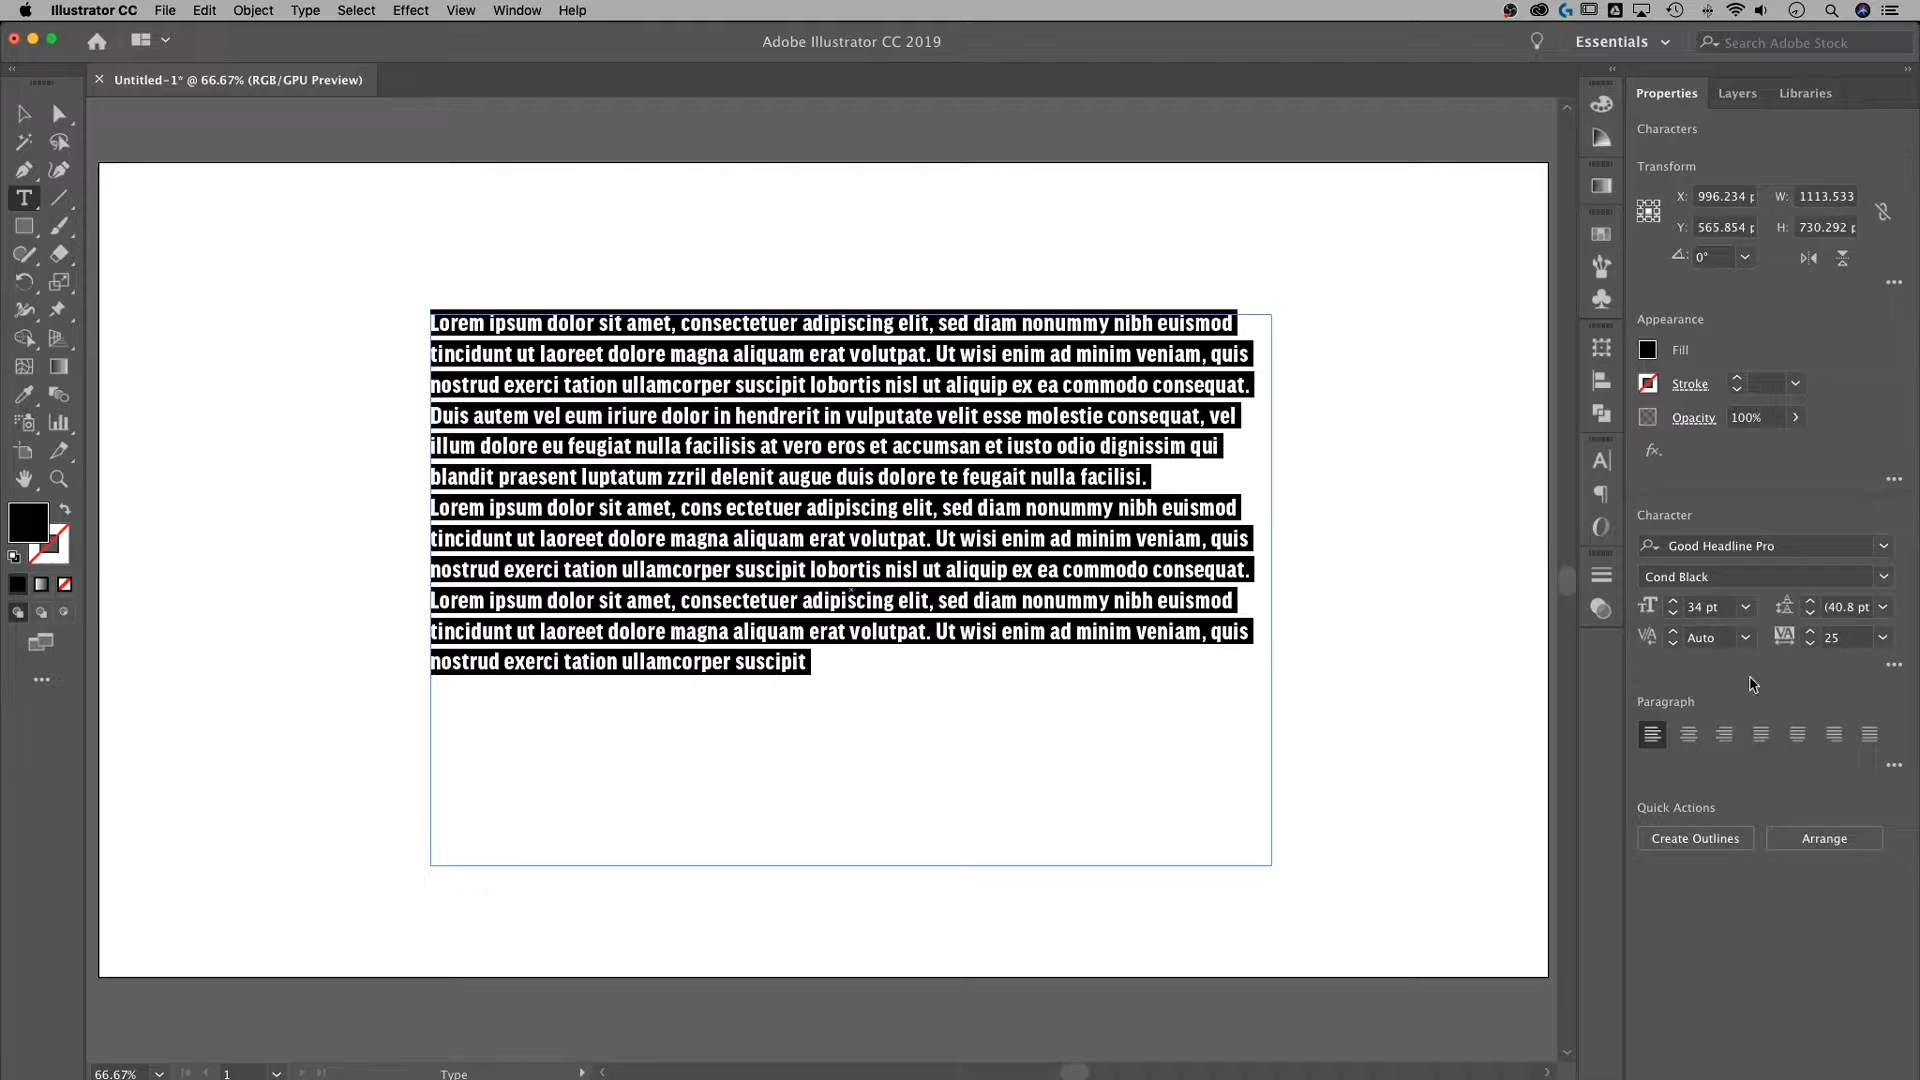 Illustrator CC File Edit Object Type Select Effect View Window Help
Adobe Illustrator CC 2019
Essentials
Search Adobe Stock
× Untitled-1* @ 66.67% (RGB/GPU Preview)
Properties Layers Libraries
Characters
Transform
X: 996.234 p W: 1113.533
Y: 565.854 p H: 730.292 p
0°
Appearance
Fill
Stroke
Opacity 100%
fx.
Character
Good Headline Pro
Cond Black
34 pt (40.8 pt
Auto 25
Paragraph
Quick Actions
Create Outlines Arrange
Lorem ipsum dolor sit amet, consectetuer adipiscing elit, sed diam nonummy nibh euismod
tincidunt ut laoreet dolore magna aliquam erat volutpat. Ut wisi enim ad minim veniam, quis
nostrud exerci tation ullamcorper suscipit lobortis nisl ut aliquip ex ea commodo consequat.
Duis autem vel eum iriure dolor in hendrerit in vulputate velit esse molestie consequat, vel
illum dolore eu feugiat nulla facilisis at vero eros et accumsan et iusto odio dignissim qui
blandit praesent luptatum zzril delenit augue duis dolore te feugait nulla facilisi.
Lorem ipsum dolor sit amet, cons ectetuer adipiscing elit, sed diam nonummy nibh euismod
tincidunt ut laoreet dolore magna aliquam erat volutpat. Ut wisi enim ad minim veniam, quis
nostrud exerci tation ullamcorper suscipit lobortis nisl ut aliquip ex ea commodo consequat.
Lorem ipsum dolor sit amet, consectetuer adipiscing elit, sed diam nonummy nibh euismod
tincidunt ut laoreet dolore magna aliquam erat volutpat. Ut wisi enim ad minim veniam, quis
nostrud exerci tation ullamcorper suscipit
66.67% 1 Type